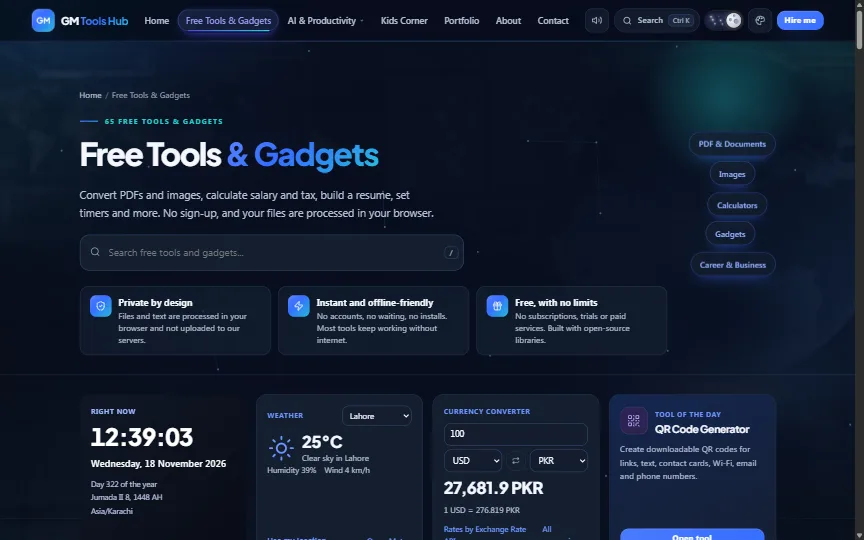 GM GM Tools Hub Home Free Tools & Gadgets AI & Productivity Kids Corner Portfolio About Contact Search Ctrl K Hire me
Home / Free Tools & Gadgets
65 FREE TOOLS & GADGETS
Free Tools & Gadgets
Convert PDFs and images, calculate salary and tax, build a resume, set
timers and more. No sign-up, and your files are processed in your browser.
Search free tools and gadgets... /
PDF & Documents
Images
Calculators
Gadgets
Career & Business
Private by design
Files and text are processed in your
browser and not uploaded to our
servers.
Instant and offline-friendly
No accounts, no waiting, no installs.
Most tools keep working without
internet.
Free, with no limits
No subscriptions, trials or paid
services. Built with open-source
libraries.
RIGHT NOW
12:39:03
Wednesday, 18 November 2026
Day 322 of the year
Jumada II 8, 1448 AH
Asia/Karachi
WEATHER Lahore
25°C
Clear sky in Lahore
Humidity 39% Wind 4 km/h
CURRENCY CONVERTER
100
USD PKR
27,681.9 PKR
1 USD = 276.819 PKR
Rates by Exchange Rate All
TOOL OF THE DAY
QR Code Generator
Create downloadable QR codes for
links, text, contact cards, Wi-Fi, email
and phone numbers.
Open tool